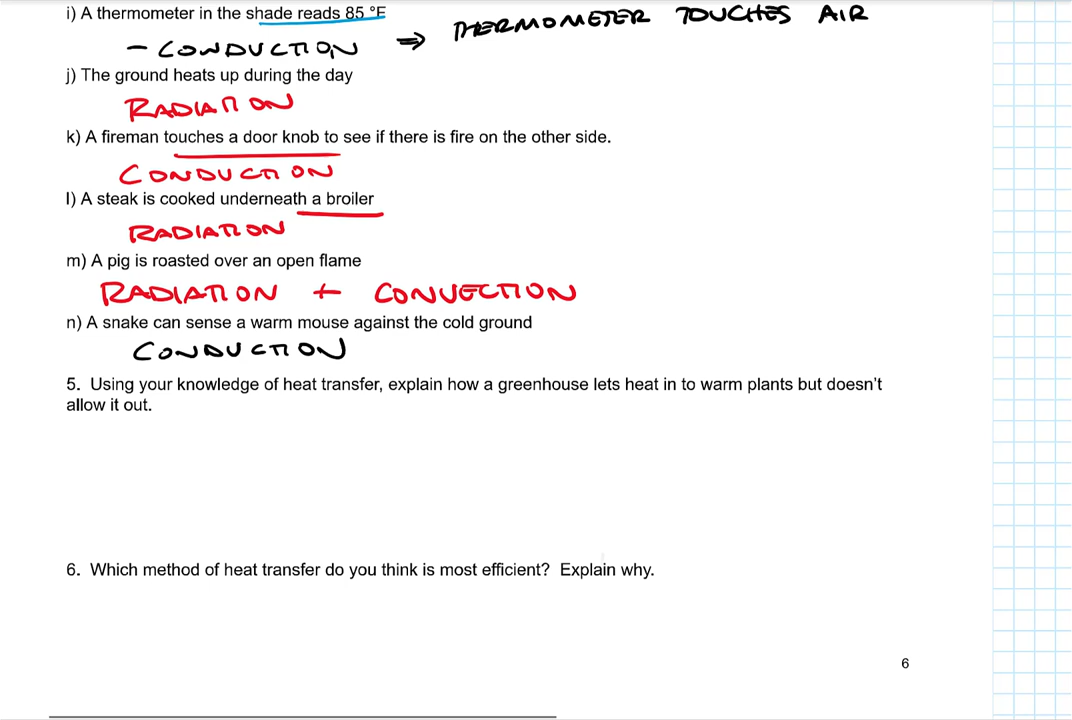 i) A thermometer in the shade reads 85 °F
THERMOMETER TOUCHES AIR
- CONDUCTION ⇒
j) The ground heats up during the day
RADIATION
k) A fireman touches a door knob to see if there is fire on the other side.
CONDUCTION
l) A steak is cooked underneath a broiler
RADIATION
m) A pig is roasted over an open flame
RADIATION + CONVECTION
n) A snake can sense a warm mouse against the cold ground
CONDUCTION
5. Using your knowledge of heat transfer, explain how a greenhouse lets heat in to warm plants but doesn't
allow it out.
6. Which method of heat transfer do you think is most efficient? Explain why.
6